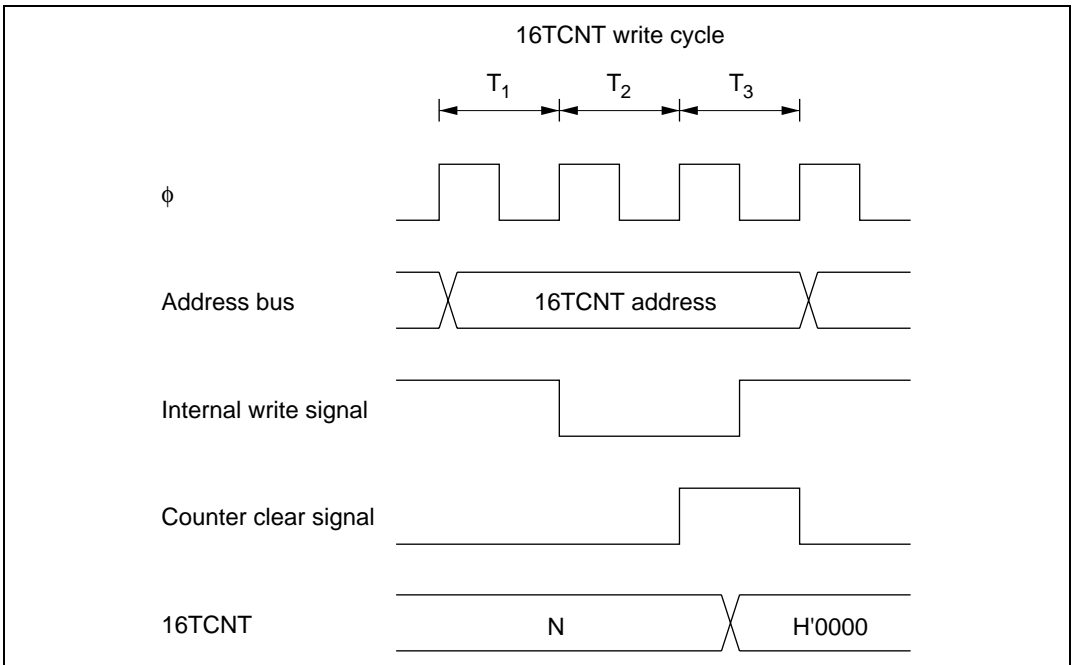 16TCNT write cycle
T1 T2 T3
φ
Address bus
16TCNT address
Internal write signal
Counter clear signal
16TCNT
N
H'0000